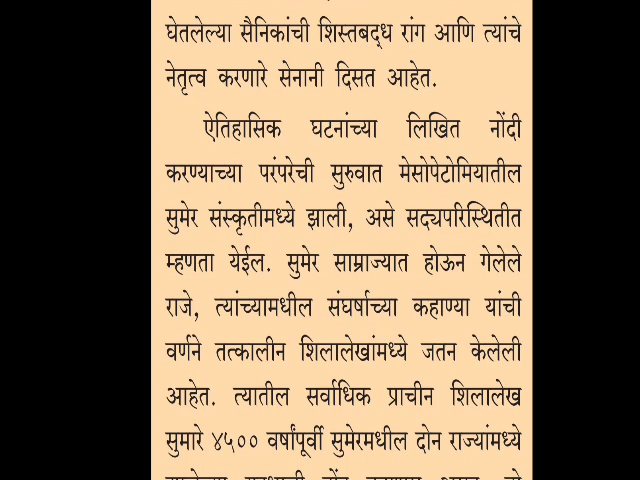 घेतलेल्या सैनिकांची शिस्तबद्ध रांग आणि त्यांचे
नेतृत्व करणारे सेनानी दिसत आहेत.
ऐतिहासिक घटनांच्या लिखित नोंदी
करण्याच्या परंपरेची सुरुवात मेसोपेटोमियातील
सुमेर संस्कृतीमध्ये झाली, असे सद्यपरिस्थितीत
म्हणता येईल. सुमेर साम्राज्यात होऊन गेलेले
राजे, त्यांच्यामधील संघर्षाच्या कहाण्या यांची
वर्णने तत्कालीन शिलालेखांमध्ये जतन केलेली
आहेत. त्यातील सर्वाधिक प्राचीन शिलालेख
सुमारे ४५०० वर्षांपूर्वी सुमेरमधील दोन राज्यांमध्ये